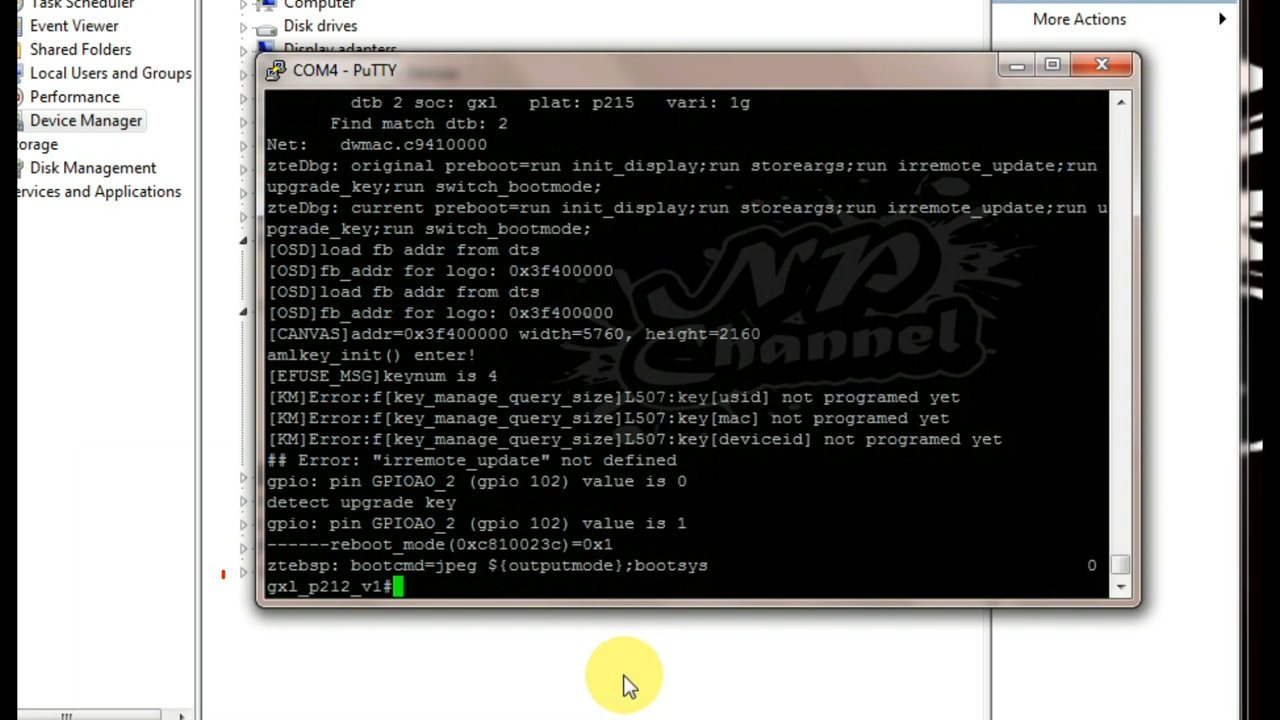 Task Scheduler
Event Viewer
Shared Folders
Local Users and Groups
Performance
Device Manager
orage
Disk Management
ervices and Applications
Computer
Disk drives
Display adapters
More Actions
COM4 - PuTTY
dtb 2 soc: gxl plat: p215 vari: 1g
Find match dtb: 2
Net: dwmac.c9410000
zteDbg: original preboot=run init_display;run storeargs;run irremote_update;run
upgrade_key;run switch_bootmode;
zteDbg: current preboot=run init_display;run storeargs;run irremote_update;run u
pgrade_key;run switch_bootmode;
[OSD]load fb addr from dts
[OSD]fb_addr for logo: 0x3f400000
[OSD]load fb addr from dts
[OSD]fb_addr for logo: 0x3f400000
[CANVAS]addr=0x3f400000 width=5760, height=2160
amlkey_init() enter!
[EFUSE_MSG]keynum is 4
[KM]Error:f[key_manage_query_size]L507:key[usid] not programed yet
[KM]Error:f[key_manage_query_size]L507:key[mac] not programed yet
[KM]Error:f[key_manage_query_size]L507:key[deviceid] not programed yet
## Error: "irremote_update" not defined
gpio: pin GPIOAO_2 (gpio 102) value is 0
detect upgrade key
gpio: pin GPIOAO_2 (gpio 102) value is 1
------reboot_mode(0xc810023c)=0x1
ztebsp: bootcmd=jpeg ${outputmode};bootsys 0
gxl_p212_v1#
NP
Channel